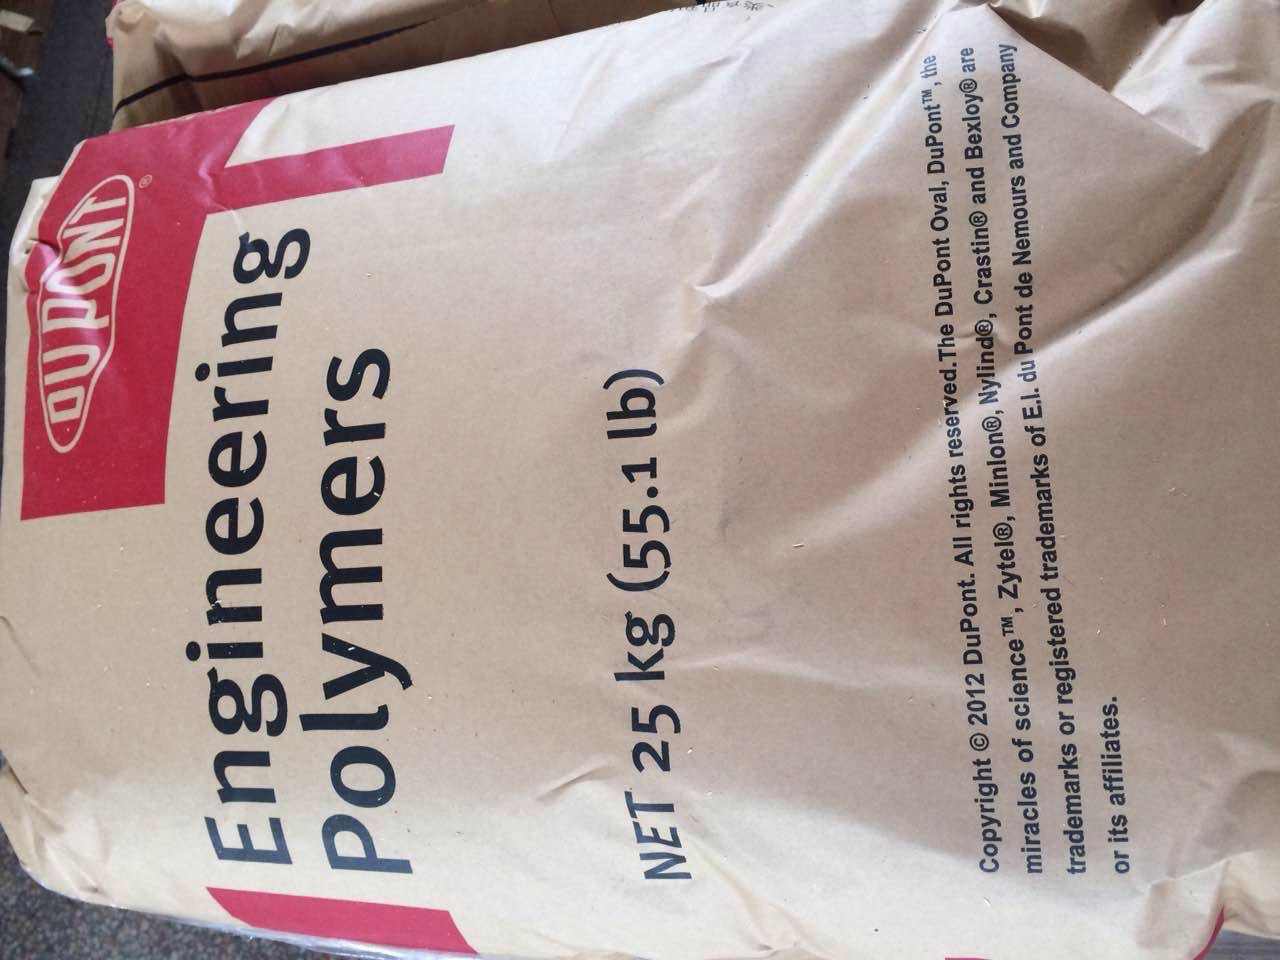 DUPONT®
Engineering
Polymers
NET 25 kg (55.1 lb)
Copyright © 2012 DuPont. All rights reserved.The DuPont Oval, DuPont™, the
miracles of science™, Zytel®, Minlon®, Nylind®, Crastin® and Bexloy® are
trademarks or registered trademarks of E.I. du Pont de Nemours and Company
or its affiliates.